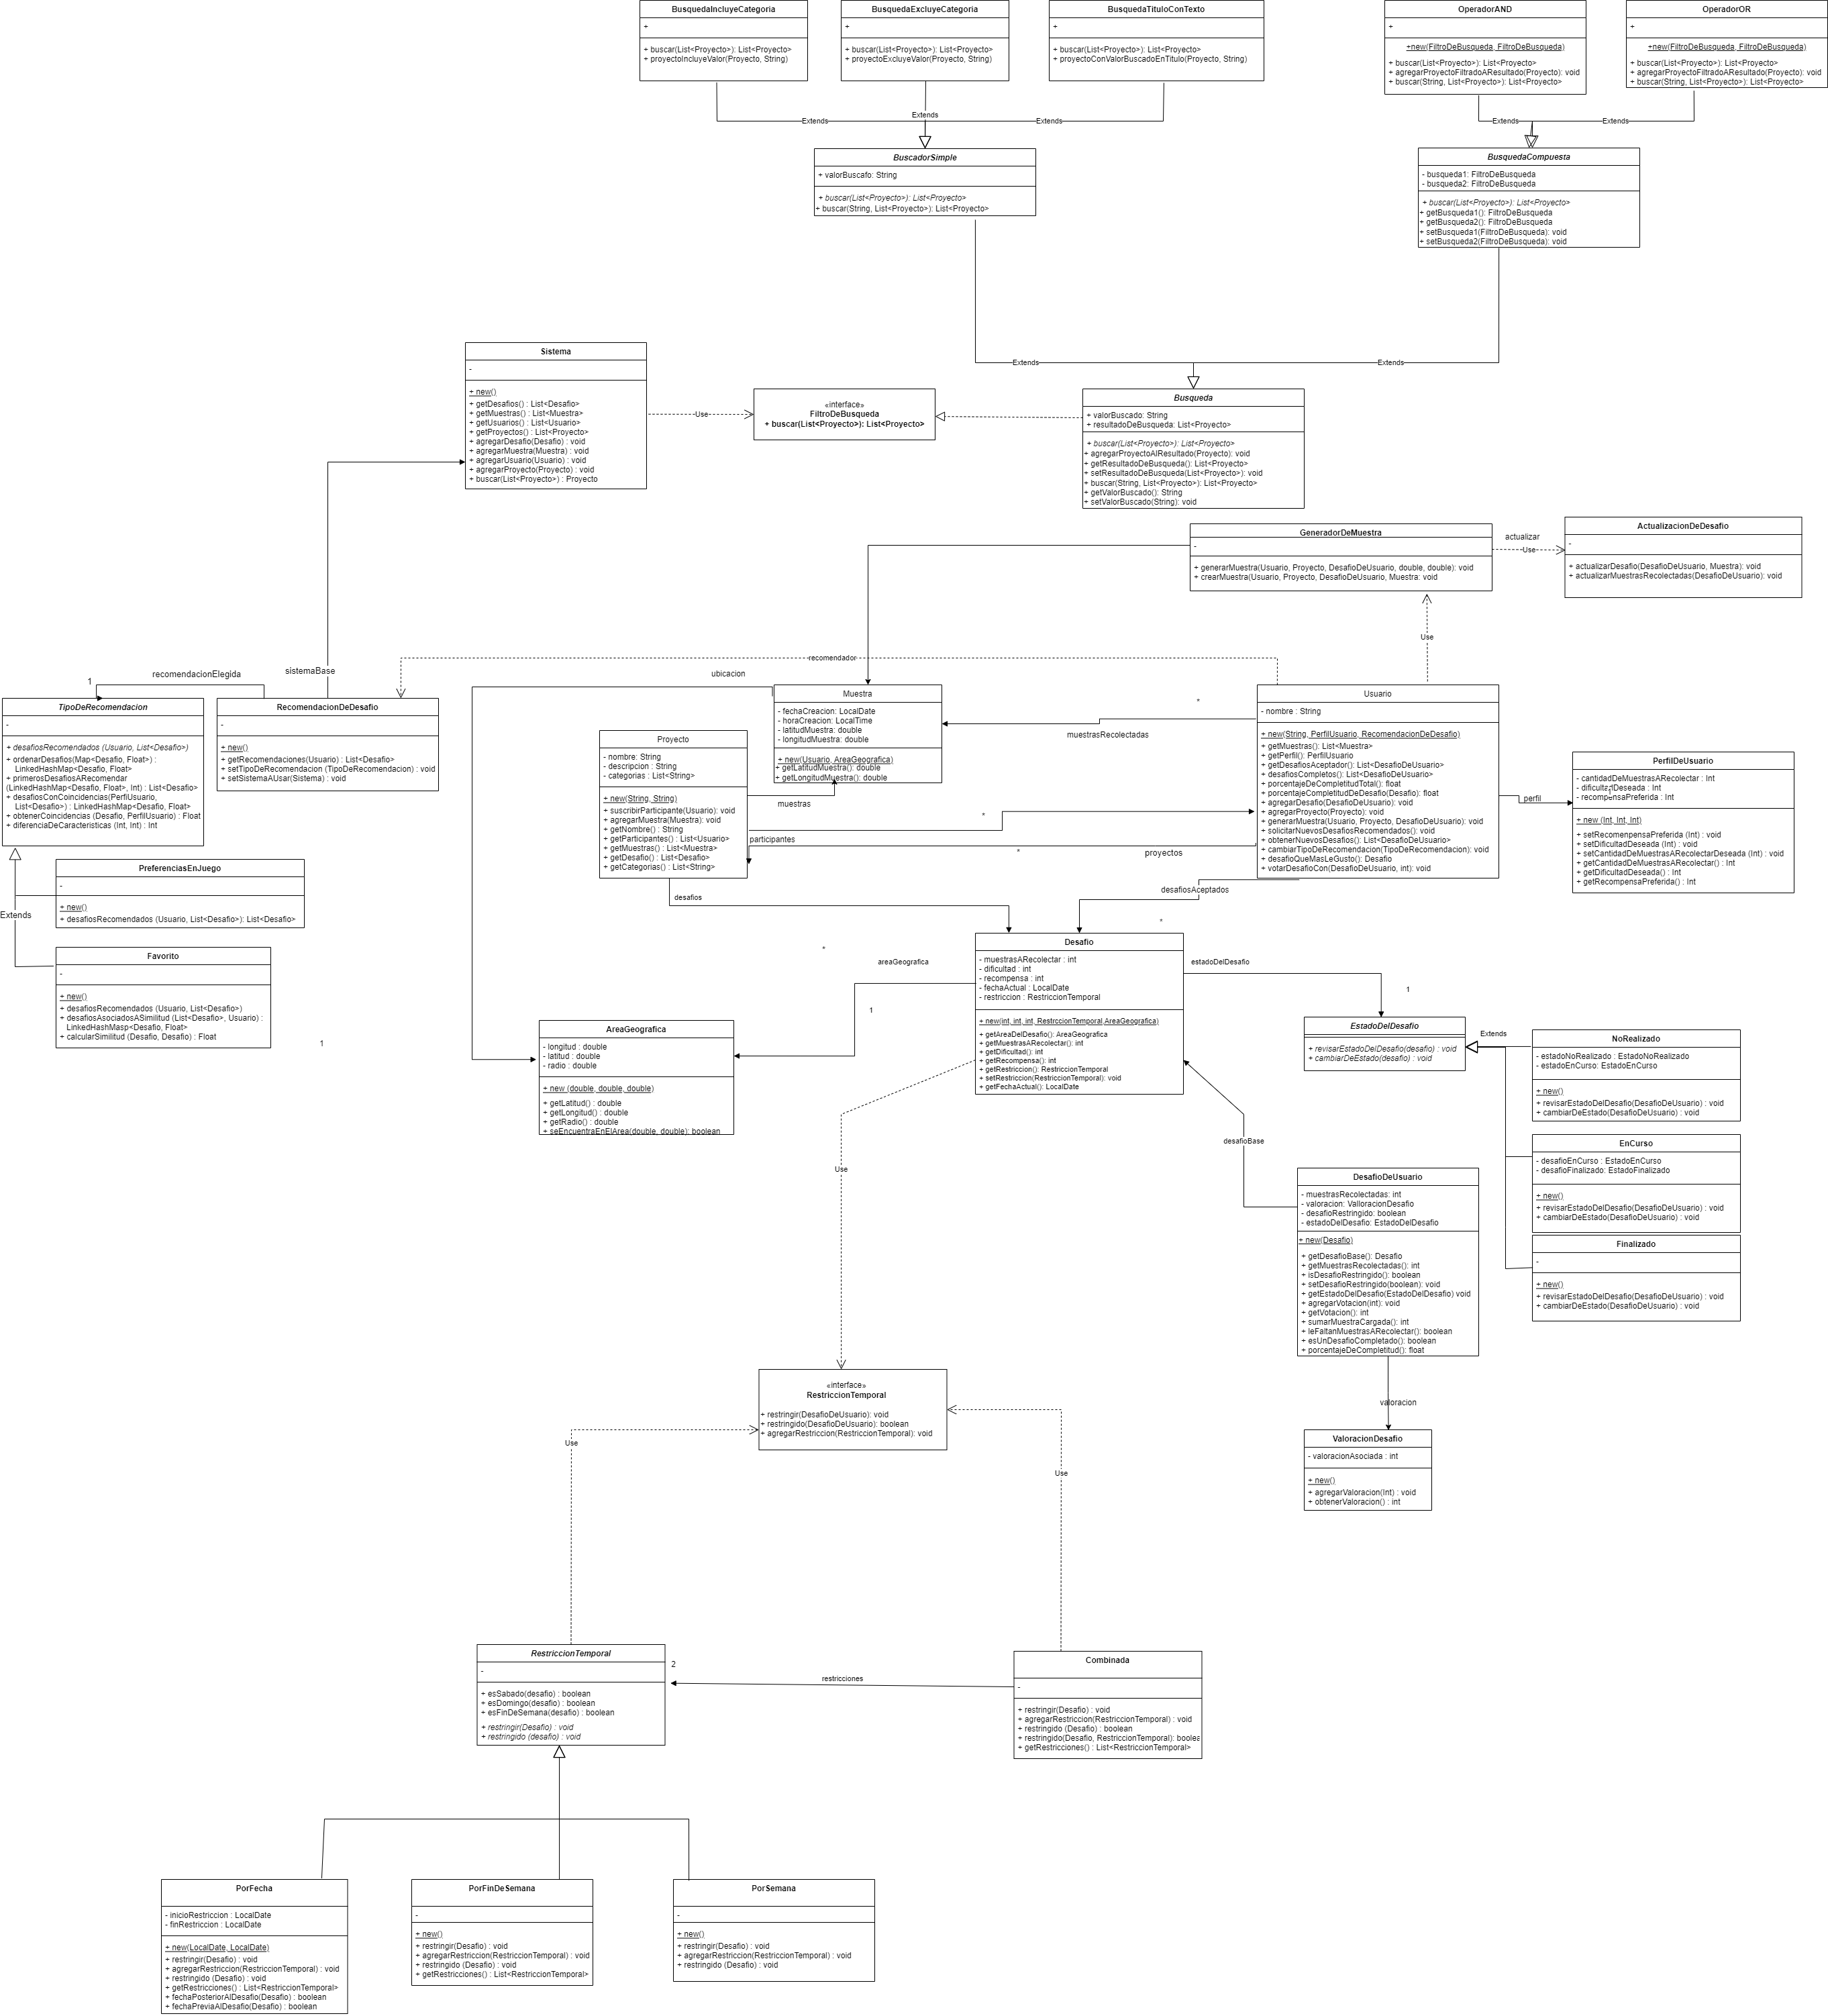 BusquedaIncluyeCategoria
+
+ buscar(List<Proyecto>): List<Proyecto>
+ proyectoIncluyeValor(Proyecto, String)
BusquedaExcluyeCategoria
+
+ buscar(List<Proyecto>): List<Proyecto>
+ proyectoExcluyeValor(Proyecto, String)
BusquedaTituloConTexto
+
+ buscar(List<Proyecto>): List<Proyecto>
+ proyectoConValorBuscadoEnTitulo(Proyecto, String)
OperadorAND
+
+new(FiltroDeBusqueda, FiltroDeBusqueda)
+ buscar(List<Proyecto>): List<Proyecto>
+ agregarProyectoFiltradoAResultado(Proyecto): void
+ buscar(String, List<Proyecto>): List<Proyecto>
OperadorOR
+
+new(FiltroDeBusqueda, FiltroDeBusqueda)
+ buscar(List<Proyecto>): List<Proyecto>
+ agregarProyectoFiltradoAResultado(Proyecto): void
+ buscar(String, List<Proyecto>): List<Proyecto>
Extends
Extends
Extends
Extends
Extends
BuscadorSimple
+ valorBuscafo: String
+ buscar(List<Proyecto>): List<Proyecto>
+ buscar(String, List<Proyecto>): List<Proyecto>
BusquedaCompuesta
- busqueda1: FiltroDeBusqueda
- busqueda2: FiltroDeBusqueda
+ buscar(List<Proyecto>): List<Proyecto>
+ getBusqueda1(): FiltroDeBusqueda
+ getBusqueda2(): FiltroDeBusqueda
+ setBusqueda1(FiltroDeBusqueda): void
+ setBusqueda2(FiltroDeBusqueda): void
Extends
Extends
Sistema
-
+ new()
+ getDesafios() : List<Desafio>
+ getMuestras() : List<Muestra>
+ getUsuarios() : List<Usuario>
+ getProyectos() : List<Proyecto>
+ agregarDesafio(Desafio) : void
+ agregarMuestra(Muestra) : void
+ agregarUsuario(Usuario) : void
+ agregarProyecto(Proyecto) : void
+ buscar(List<Proyecto>) : Proyecto
Use
«interface»
FiltroDeBusqueda
+ buscar(List<Proyecto>): List<Proyecto>
Busqueda
+ valorBuscado: String
+ resultadoDeBusqueda: List<Proyecto>
+ buscar(List<Proyecto>): List<Proyecto>
+ agregarProyectoAlResultado(Proyecto): void
+ getResultadoDeBusqueda(): List<Proyecto>
+ setResultadoDeBusqueda(List<Proyecto>): void
+ buscar(String, List<Proyecto>): List<Proyecto>
+ getValorBuscado(): String
+ setValorBuscado(String): void
GeneradorDeMuestra
-
+ generarMuestra(Usuario, Proyecto, DesafioDeUsuario, double, double): void
+ crearMuestra(Usuario, Proyecto, DesafioDeUsuario, Muestra: void
actualizar
Use
ActualizacionDeDesafio
-
+ actualizarDesafio(DesafioDeUsuario, Muestra): void
+ actualizarMuestrasRecolectadas(DesafioDeUsuario): void
Use
recomendador
recomendacionElegida
1
sistemaBase
ubicacion
TipoDeRecomendacion
-
+ desafiosRecomendados (Usuario, List<Desafio>)
+ ordenarDesafios(Map<Desafio, Float>) :
LinkedHashMap<Desafio, Float>
+ primerosDesafiosARecomendar
(LinkedHashMap<Desafio, Float>, Int) : List<Desafio>
+ desafiosConCoincidencias(PerfiUsuario,
List<Desafio>) : LinkedHashMap<Desafio, Float>
+ obtenerCoincidencias (Desafio, PerfilUsuario) : Float
+ diferenciaDeCaracteristicas (Int, Int) : Int
RecomendacionDeDesafio
-
+ new()
+ getRecomendaciones(Usuario) : List<Desafio>
+ setTipoDeRecomendacion (TipoDeRecomendacion) : void
+ setSistemaAUsar(Sistema) : void
Muestra
- fechaCreacion: LocalDate
- horaCreacion: LocalTime
- latitudMuestra: double
- longitudMuestra: double
+ new(Usuario, AreaGeografica)
+ getLatitudMuestra(): double
+ getLongitudMuestra(): double
*
muestrasRecolectadas
Usuario
- nombre : String
+ new(String, PerfilUsuario, RecomendacionDeDesafio)
+ getMuestras(): List<Muestra>
+ getPerfil(): PerfilUsuario
+ getDesafiosAceptador(): List<DesafioDeUsuario>
+ desafiosCompletos(): List<DesafioDeUsuario>
+ porcentajeDeCompletitudTotal(): float
+ porcentajeCompletitudDeDesafio(Desafio): float
+ agregarDesafio(DesafioDeUsuario): void
+ agregarProyecto(Proyecto): void
+ generarMuestra(Usuario, Proyecto, DesafioDeUsuario): void
+ solicitarNuevosDesafiosRecomendados(): void
+ obtenerNuevosDesafios(): List<DesafioDeUsuario>
+ cambiarTipoDeRecomendacion(TipoDeRecomendacion): void
+ desafioQueMasLeGusto(): Desafio
+ votarDesafioCon(DesafioDeUsuario, int): void
perfil
PerfilDeUsuario
- cantidadDeMuestrasARecolectar : Int
- dificultadDeseada : Int
- recompensaPreferida : Int
+ new (Int, Int, Int)
+ setRecomenpensaPreferida (Int) : void
+ setDificultadDeseada (Int) : void
+ setCantidadDeMuestrasARecolectarDeseada (Int) : void
+ getCantidadDeMuestrasARecolectar() : Int
+ getDificultadDeseada() : Int
+ getRecompensaPreferida() : Int
Proyecto
- nombre: String
- descripcion : String
- categorias : List<String>
+ new(String, String)
+ suscribirParticipante(Usuario): void
+ agregarMuestra(Muestra): void
+ getNombre() : String
+ getParticipantes() : List<Usuario>
+ getMuestras() : List<Muestra>
+ getDesafio() : List<Desafio>
+ getCategorias() : List<String>
muestras
*
participantes
*
proyectos
desafiosAceptados
*
desafios
Extends
PreferenciasEnJuego
-
+ new()
+ desafiosRecomendados (Usuario, List<Desafio>): List<Desafio>
Favorito
-
+ new()
+ desafiosRecomendados (Usuario, List<Desafio>)
+ desafiosAsociadosASimilitud (List<Desafio>, Usuario) :
LinkedHashMasp<Desafio, Float>
+ calcularSimilitud (Desafio, Desafio) : Float
1
*
areaGeografica
1
Desafio
- muestrasARecolectar : int
- dificultad : int
- recompensa : int
- fechaActual : LocalDate
- restriccion : RestriccionTemporal
+ new(int, int, int, RestrccionTemporal,AreaGeografica)
+ getAreaDelDesafio(): AreaGeografica
+ getMuestrasARecolectar(): int
+ getDificultad(): int
+ getRecompensa(): int
+ getRestriccion(): RestriccionTemporal
+ setRestriccion(RestriccionTemporal): void
+ getFechaActual(): LocalDate
estadoDelDesafio
1
EstadoDelDesafio
+ revisarEstadoDelDesafio(desafio) : void
+ cambiarDeEstado(desafio) : void
Extends
NoRealizado
- estadoNoRealizado : EstadoNoRealizado
- estadoEnCurso: EstadoEnCurso
+ new()
+ revisarEstadoDelDesafio(DesafioDeUsuario) : void
+ cambiarDeEstado(DesafioDeUsuario) : void
EnCurso
- desafioEnCurso : EstadoEnCurso
- desafioFinalizado: EstadoFinalizado
+ new()
+ revisarEstadoDelDesafio(DesafioDeUsuario) : void
+ cambiarDeEstado(DesafioDeUsuario) : void
Finalizado
-
+ new()
+ revisarEstadoDelDesafio(DesafioDeUsuario) : void
+ cambiarDeEstado(DesafioDeUsuario) : void
AreaGeografica
- longitud : double
- latitud : double
- radio : double
+ new (double, double, double)
+ getLatitud() : double
+ getLongitud() : double
+ getRadio() : double
+ seEncuentraEnElArea(double, double): boolean
Use
desafioBase
DesafioDeUsuario
- muestrasRecolectadas: int
- valoracion: ValloracionDesafio
- desafioRestringido: boolean
- estadoDelDesafio: EstadoDelDesafio
+ new(Desafio)
+ getDesafioBase(): Desafio
+ getMuestrasRecolectadas(): int
+ isDesafioRestringido(): boolean
+ setDesafioRestringido(boolean): void
+ getEstadoDelDesafio(EstadoDelDesafio) void
+ agregarVotacion(int): void
+ getVotacion(): int
+ sumarMuestraCargada(): int
+ leFaltanMuestrasARecolectar(): boolean
+ esUnDesafioCompletado(): boolean
+ porcentajeDeCompletitud(): float
valoracion
ValoracionDesafio
- valoracionAsociada : int
+ new()
+ agregarValoracion(Int) : void
+ obtenerValoracion() : int
«interface»
RestriccionTemporal
+ restringir(DesafioDeUsuario): void
+ restringido(DesafioDeUsuario): boolean
+ agregarRestriccion(RestriccionTemporal): void
Use
Use
RestriccionTemporal
-
+ esSabado(desafio) : boolean
+ esDomingo(desafio) : boolean
+ esFinDeSemana(desafio) : boolean
+ restringir(Desafio) : void
+ restringido (desafio) : void
2
restricciones
Combinada
-
+ restringir(Desafio) : void
+ agregarRestriccion(RestriccionTemporal) : void
+ restringido (Desafio) : boolean
+ restringido(Desafio, RestriccionTemporal): boolea
+ getRestricciones() : List<RestriccionTemporal>
PorFecha
- inicioRestriccion : LocalDate
- finRestriccion : LocalDate
+ new(LocalDate, LocalDate)
+ restringir(Desafio) : void
+ agregarRestriccion(RestriccionTemporal) : void
+ restringido (Desafio) : void
+ getRestricciones() : List<RestriccionTemporal>
+ fechaPosteriorAlDesafio(Desafio) : boolean
+ fechaPreviaAlDesafio(Desafio) : boolean
PorFinDeSemana
-
+ new()
+ restringir(Desafio) : void
+ agregarRestriccion(RestriccionTemporal) : void
+ restringido (Desafio) : void
+ getRestricciones() : List<RestriccionTemporal>
PorSemana
-
+ new()
+ restringir(Desafio) : void
+ agregarRestriccion(RestriccionTemporal) : void
+ restringido (Desafio) : void